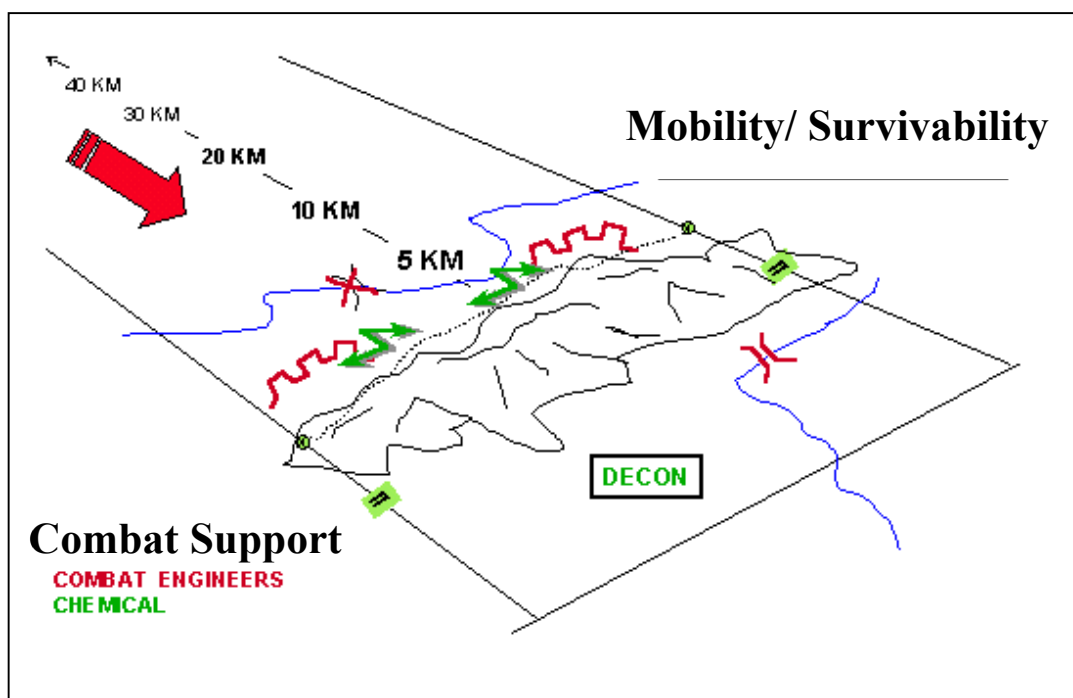 40 KM
30 KM
20 KM
Mobility/ Survivability
10 KM
5 KM
DECON
Combat Support
COMBAT ENGINEERS
CHEMICAL